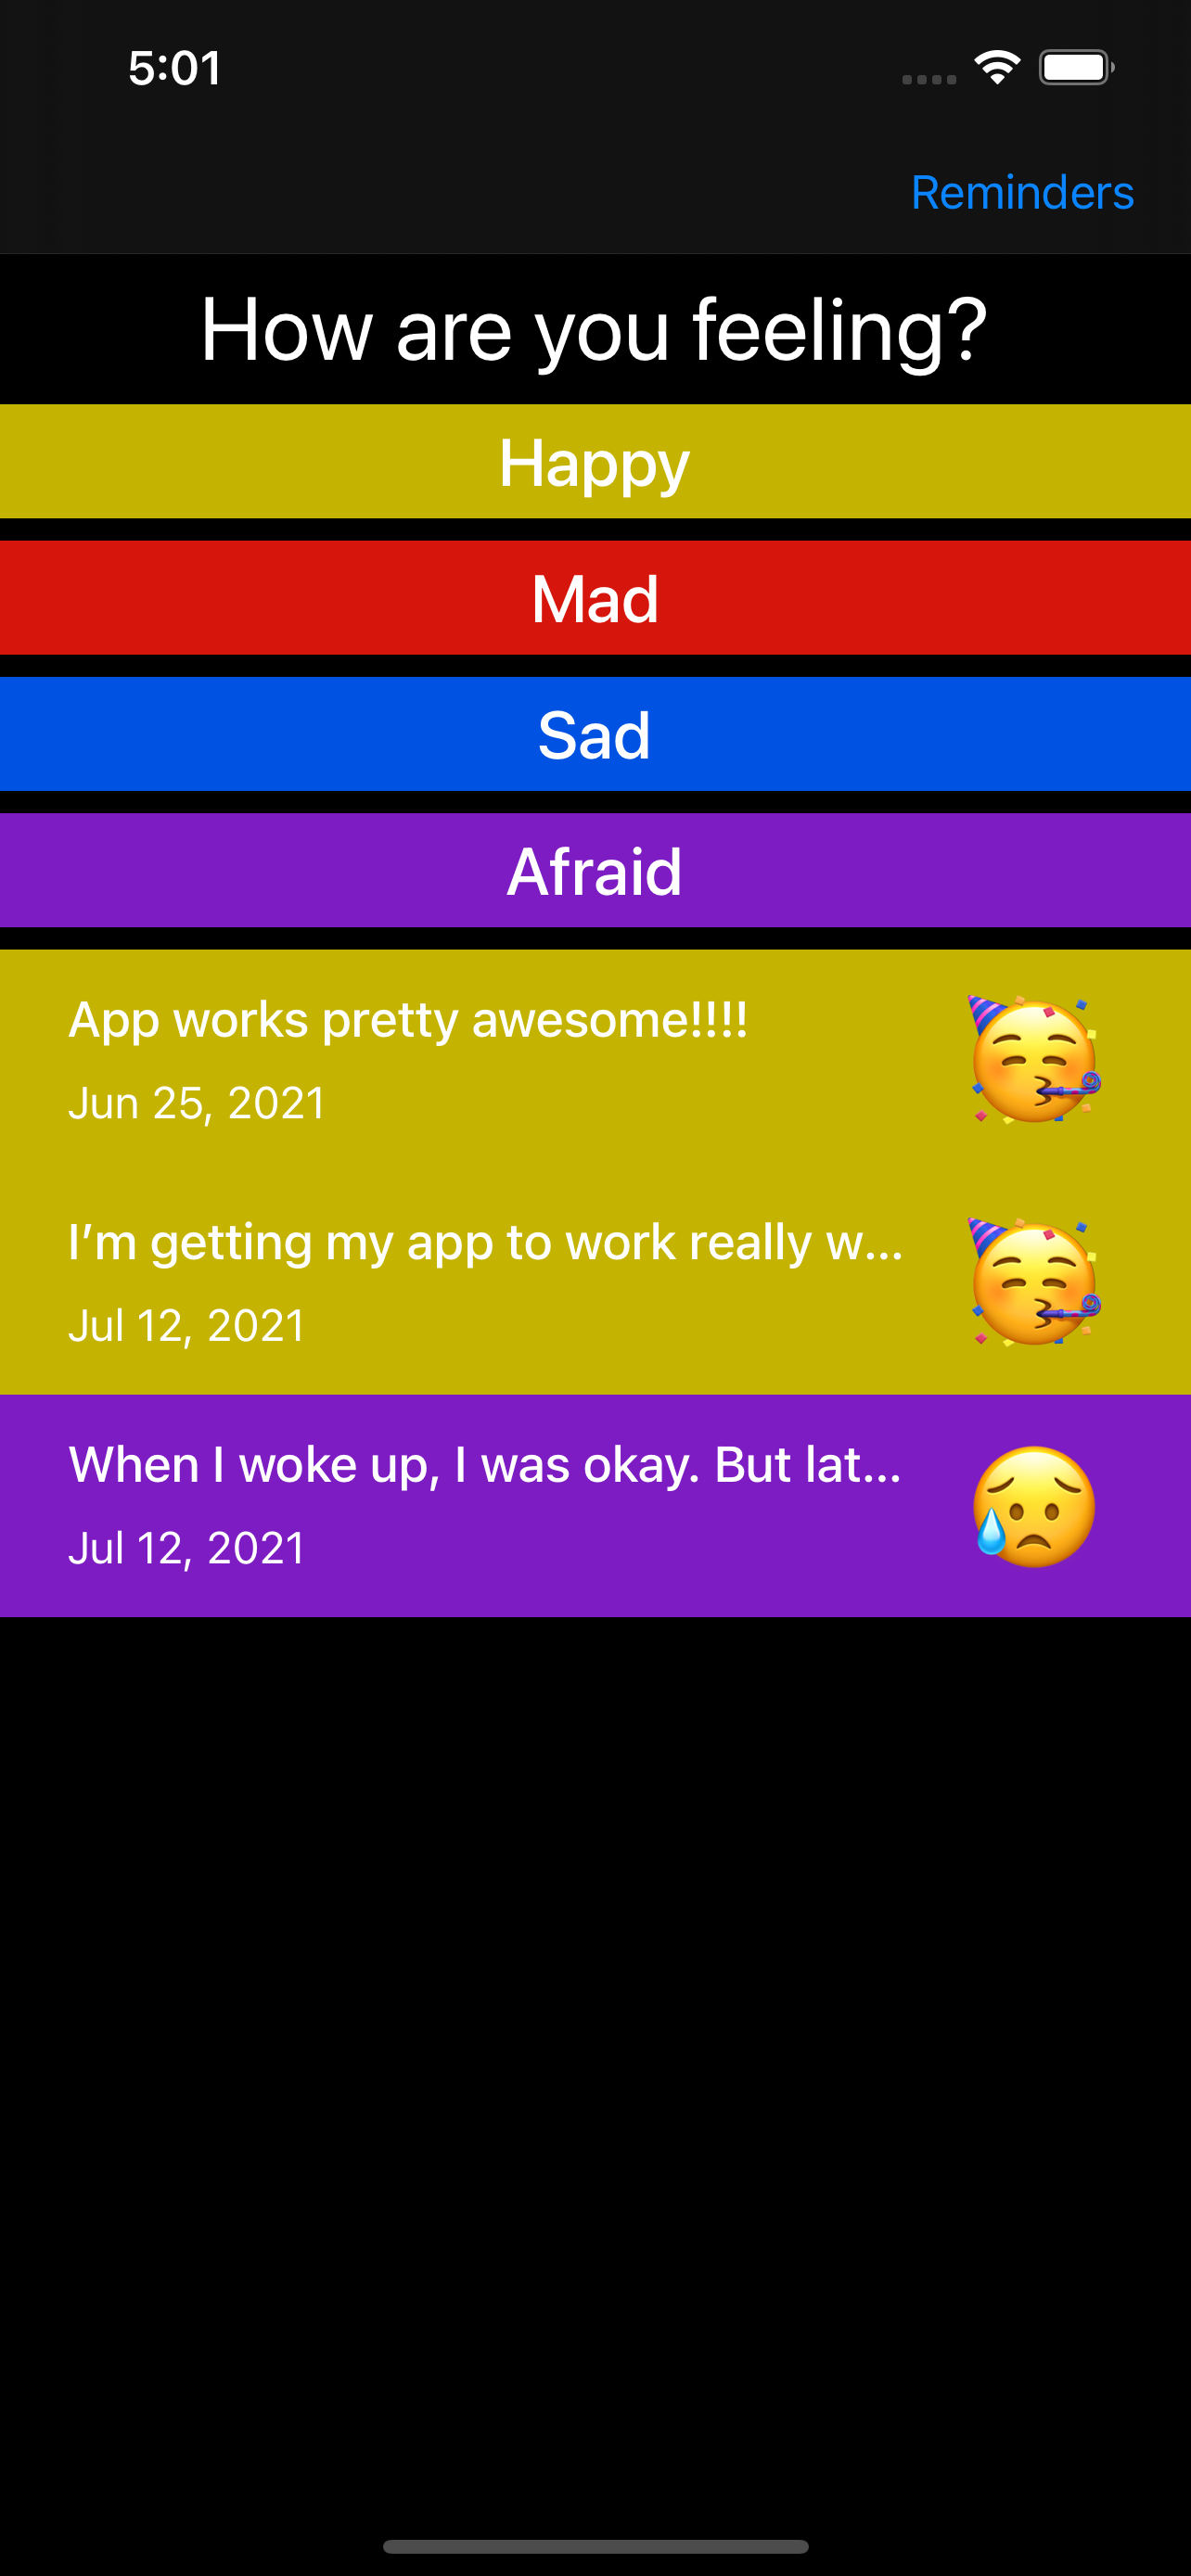 5:01
Reminders
How are you feeling?
Happy
Mad
Sad
Afraid
App works pretty awesome!!!!
Jun 25, 2021
I’m getting my app to work really w...
Jul 12, 2021
When I woke up, I was okay. But lat...
Jul 12, 2021